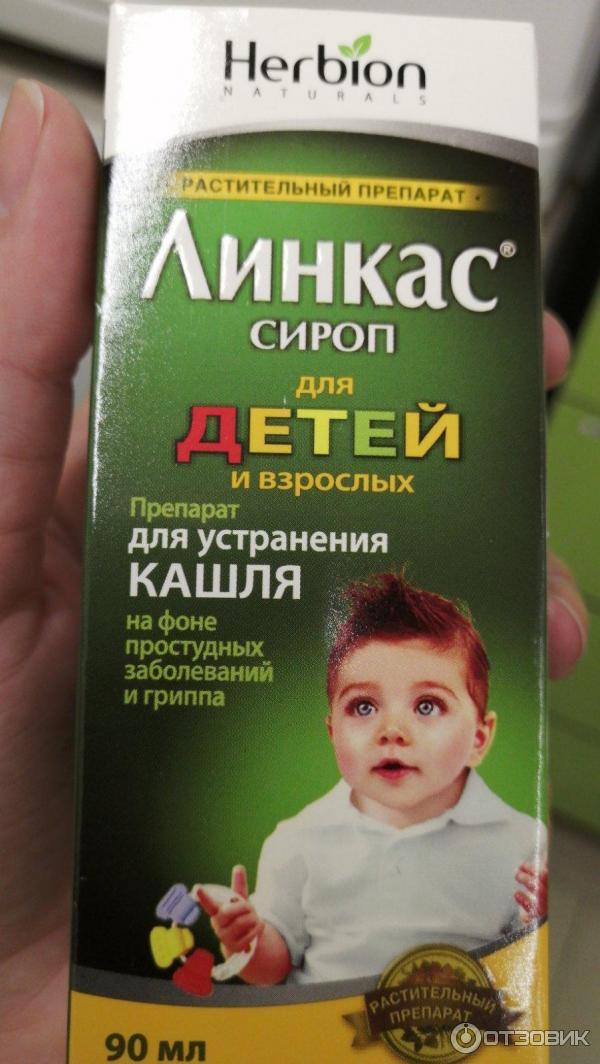 Herbion
NATURALS
РАСТИТЕЛЬНЫЙ ПРЕПАРАТ
Линкас®
СИРОП
для
ДЕТЕЙ
и взрослых
Препарат
для устранения
КАШЛЯ
на фоне
простудных
заболеваний
и гриппа
РАСТИТЕЛЬНЫЙ
ПРЕПАРАТ
90 мл
ОТЗОВИК